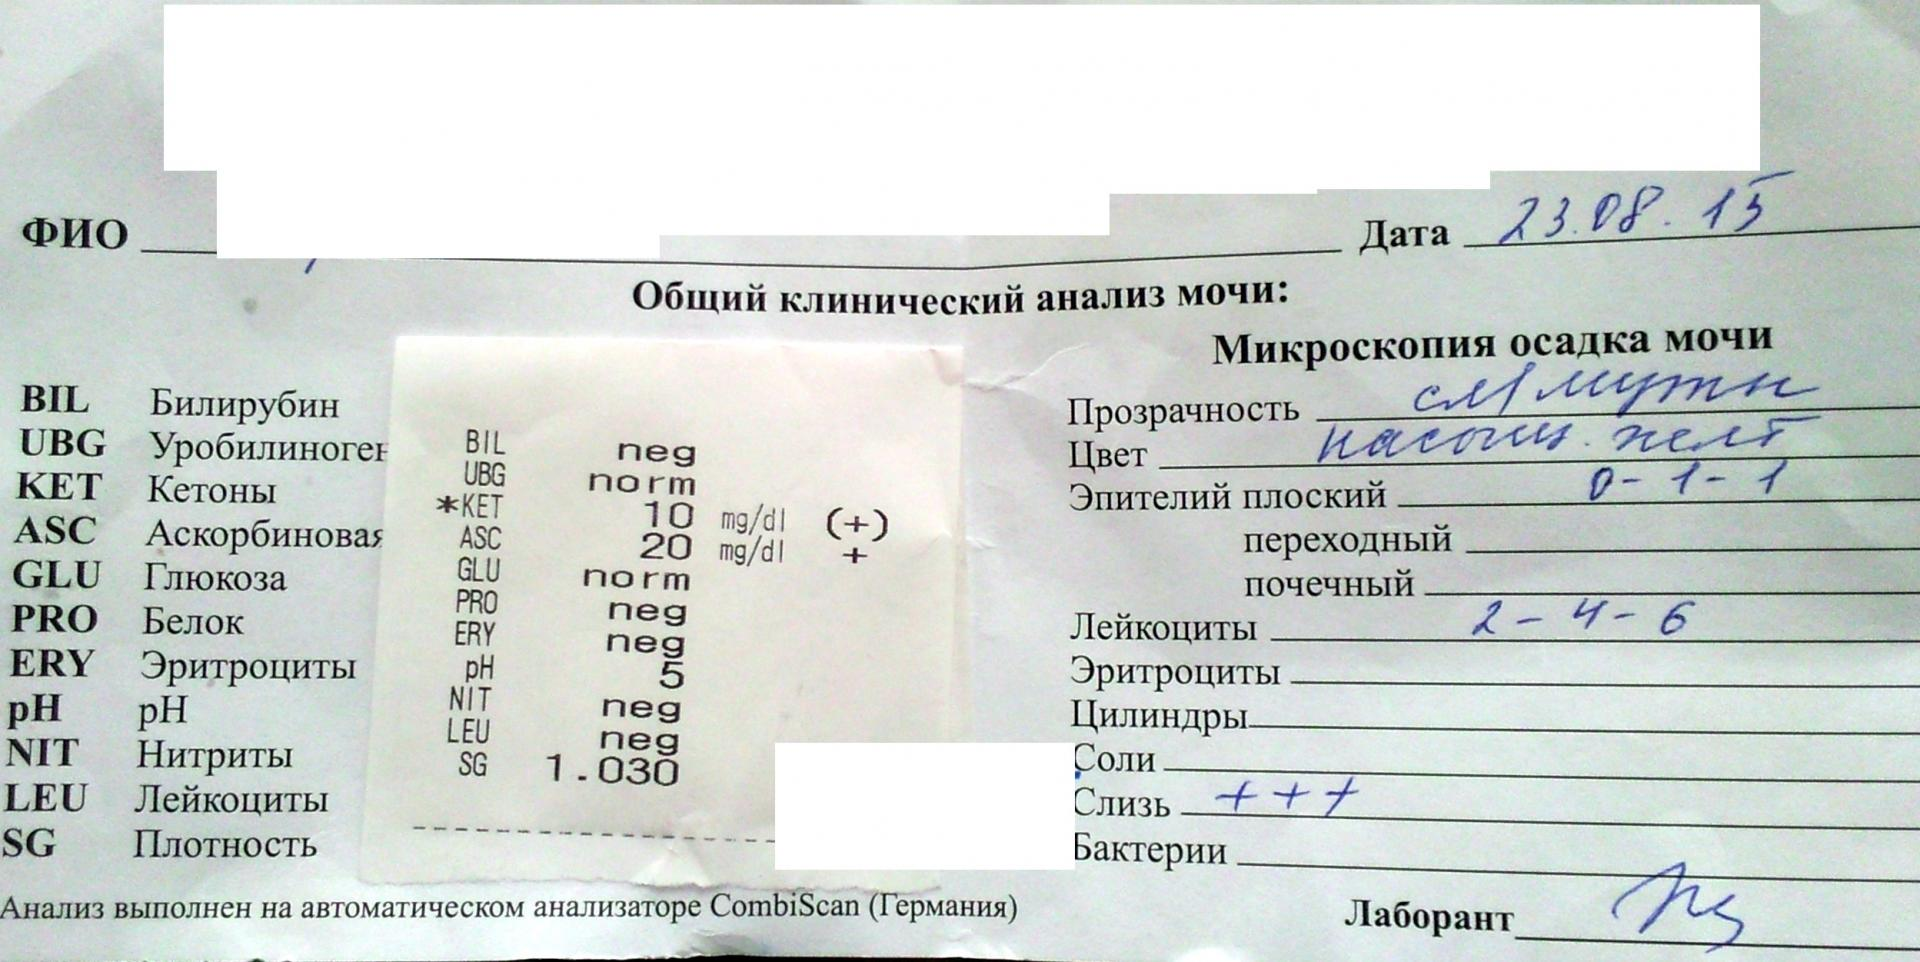 ФИО Дата 23.08.15
Общий клинический анализ мочи:
Микроскопия осадка мочи
BIL Билирубин
UBG Уробилиноген
KET Кетоны
ASC Аскорбиновая
GLU Глюкоза
PRO Белок
ERY Эритроциты
pH pH
NIT Нитриты
LEU Лейкоциты
SG Плотность
BIL neg
UBG norm
*KET 10 mg/dl (+)
ASC 20 mg/dl +
GLU norm
PRO neg
ERY neg
pH 5
NIT neg
LEU neg
SG 1.030
Прозрачность сл/мутн
Цвет насыщ. желт
Эпителий плоский 0-1-1
переходный
почечный
Лейкоциты 2-4-6
Эритроциты
Цилиндры
Соли
Слизь +++
Бактерии
Анализ выполнен на автоматическом анализаторе CombiScan (Германия)
Лаборант